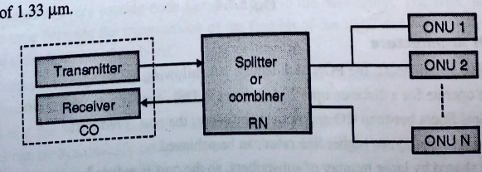 of 1.33 μm.
Transmitter
Receiver
CO
Splitter
or
combiner
RN
ONU 1
ONU 2
ONU N